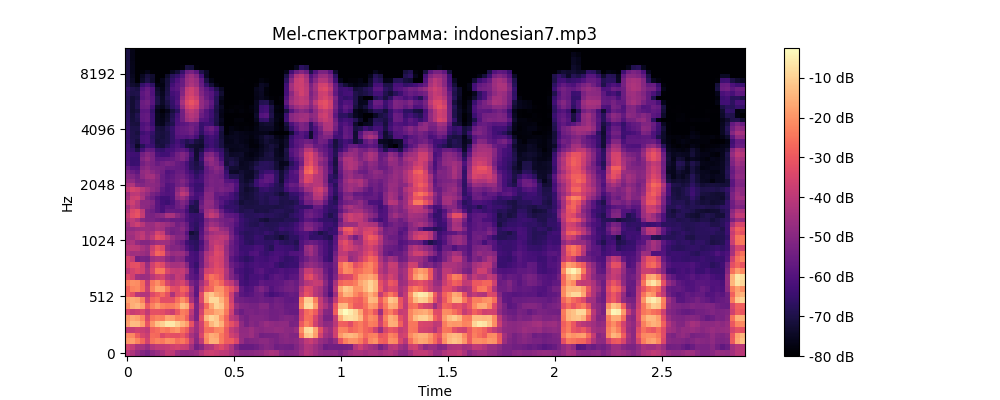 Mel-спектрограмма: indonesian7.mp3
8192
4096
2048
1024
512
0
Hz
0
0.5
1
1.5
2
2.5
Time
-10 dB
-20 dB
-30 dB
-40 dB
-50 dB
-60 dB
-70 dB
-80 dB